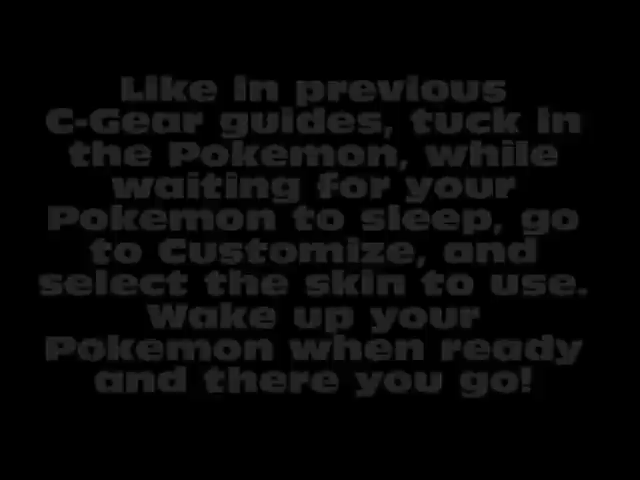 Like in previous
C-Gear guides, tuck in
the Pokemon, while
waiting for your
Pokemon to sleep, go
to Customize, and
select the skin to use.
Wake up your
Pokemon when ready
and there you go!